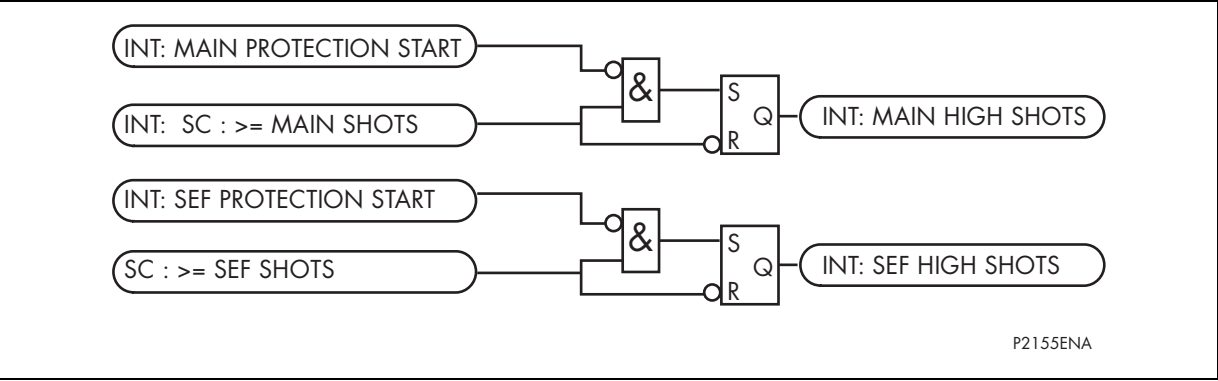 INT: MAIN PROTECTION START
&
S
Q
R
INT: SC : >= MAIN SHOTS
INT: MAIN HIGH SHOTS
INT: SEF PROTECTION START
&
S
Q
R
SC : >= SEF SHOTS
INT: SEF HIGH SHOTS
P2155ENA